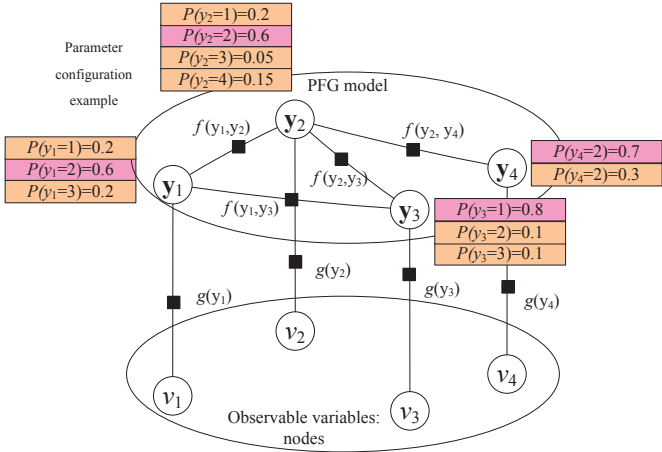 P(y2=1)=0.2
P(y2=2)=0.6
P(y2=3)=0.05
P(y2=4)=0.15
Parameter
configuration
example
PFG model
y2
f(y1,y2)
f(y2, y4)
P(y1=1)=0.2
P(y1=2)=0.6
P(y1=3)=0.2
P(y4=2)=0.7
P(y4=2)=0.3
y1
f(y2,y3)
y4
f(y1,y3)
y3
P(y3=1)=0.8
P(y3=2)=0.1
P(y3=3)=0.1
g(y2)
g(y1)
g(y3)
g(y4)
v2
v1
v3
v4
Observable variables:
nodes